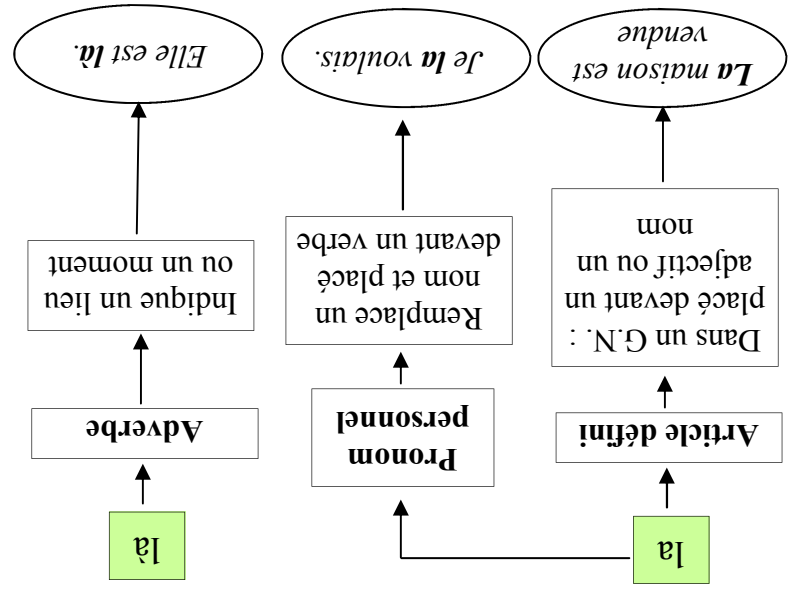 la
là
Article défini
Pronom
personnel
Adverbe
Dans un G.N. :
placé devant un
adjectif ou un
nom
Remplace un
nom et placé
devant un verbe
Indique un lieu
ou un moment
La maison est
vendue
Je la voulais.
Elle est là.